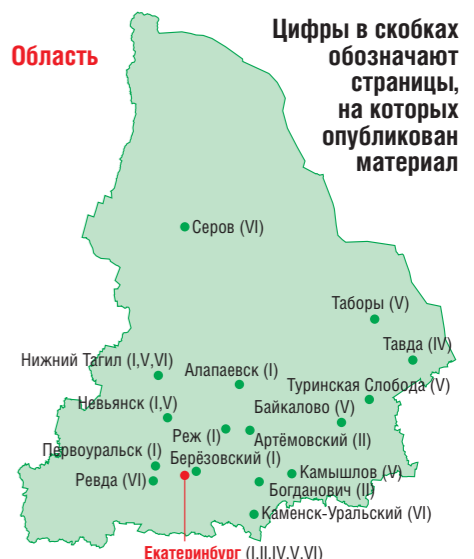 Область
Цифры в скобках
обозначают
страницы,
на которых
опубликован
материал
Серов (VI)
Таборы (V)
Тавда (IV)
Нижний Тагил (I,V,VI)
Алапаевск (I)
Туринская Слобода (V)
Невьянск (I,V)
Байкалово (V)
Реж (I)
Артёмовский (II)
Первоуральск (I)
Берёзовский (I)
Камышлов (V)
Ревда (VI)
Богданович (II)
Каменск-Уральский (VI)
Екатеринбург (I,II,IV,V,VI)